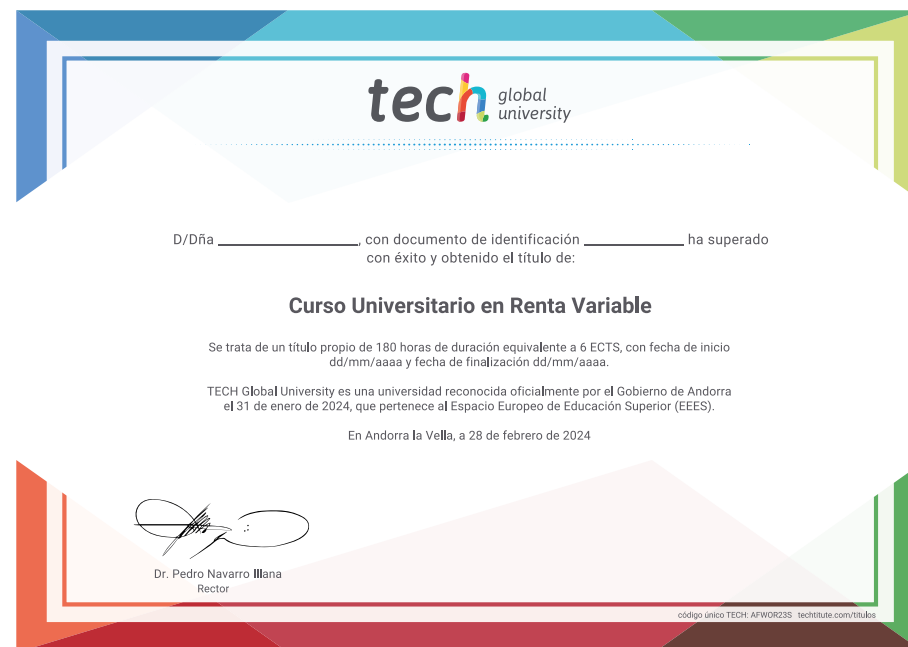 tech global
university
D/Dña ____________, con documento de identificación ____________ ha superado
con éxito y obtenido el título de:
Curso Universitario en Renta Variable
Se trata de un título propio de 180 horas de duración equivalente a 6 ECTS, con fecha de inicio
dd/mm/aaaa y fecha de finalización dd/mm/aaaa.
TECH Global University es una universidad reconocida oficialmente por el Gobierno de Andorra
el 31 de enero de 2024, que pertenece al Espacio Europeo de Educación Superior (EEES).
En Andorra la Vella, a 28 de febrero de 2024
Dr. Pedro Navarro Illana
Rector
código único TECH: AFWOR23S techtitute.com/titulos